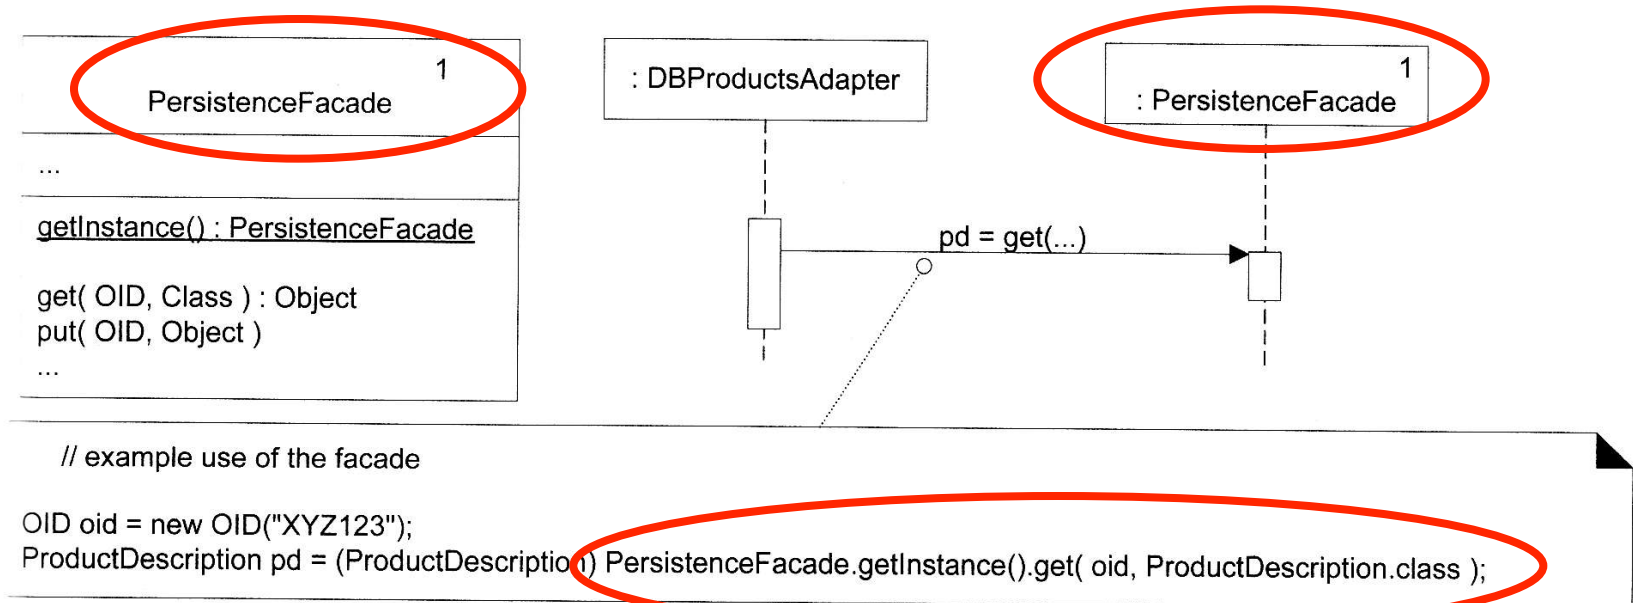 1
PersistenceFacade
...
getInstance() : PersistenceFacade
get( OID, Class ) : Object
put( OID, Object )
...
: DBProductsAdapter
1
: PersistenceFacade
pd = get(...)
// example use of the facade
OID oid = new OID("XYZ123");
ProductDescription pd = (ProductDescription) PersistenceFacade.getInstance().get( oid, ProductDescription.class );